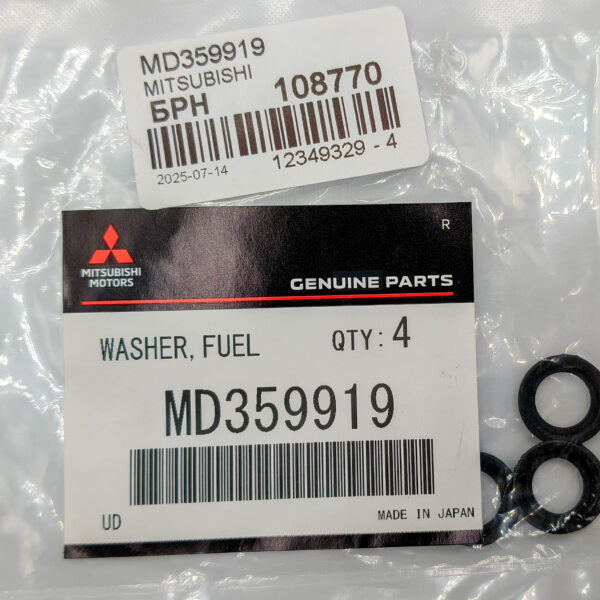 MD359919
MITSUBISHI
БРН 108770
2025-07-14 12349329 - 4
R
MITSUBISHI
MOTORS
GENUINE PARTS
WASHER, FUEL QTY: 4
MD359919
UD MADE IN JAPAN